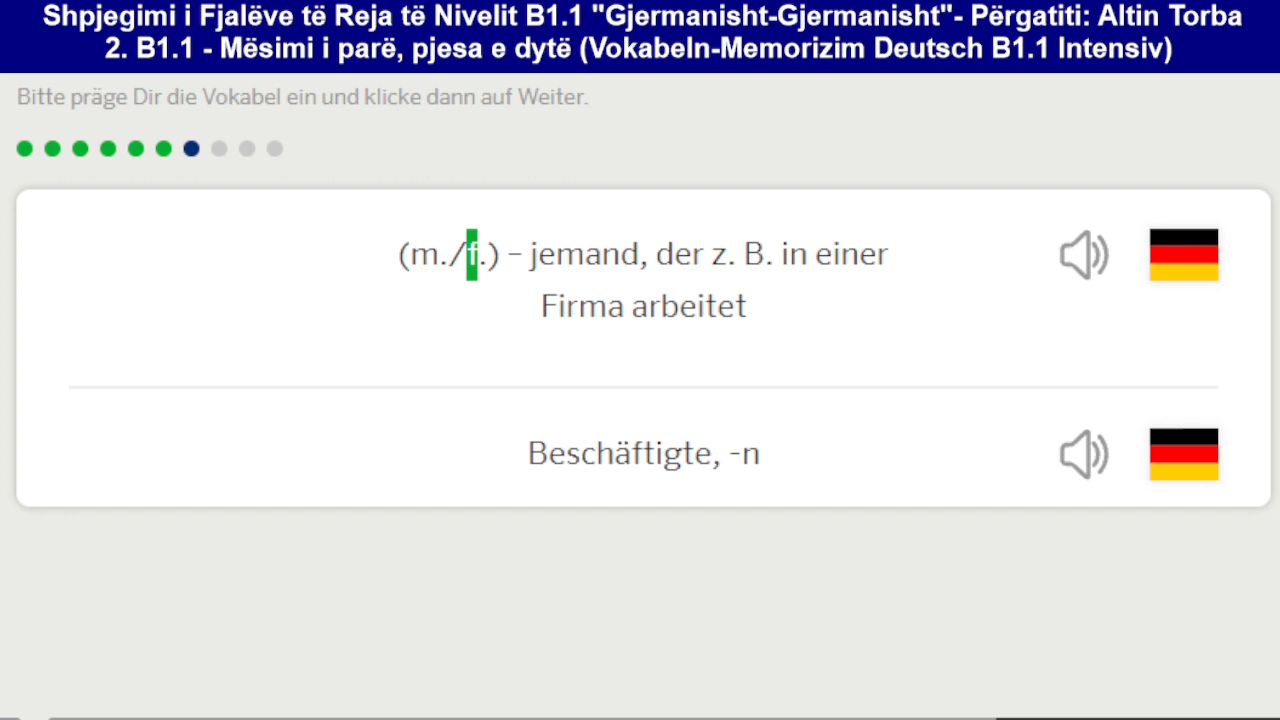 Shpjegimi i Fjalëve të Reja të Nivelit B1.1 "Gjermanisht-Gjermanisht"- Përgatiti: Altin Torba
2. B1.1 - Mësimi i parë, pjesa e dytë (Vokabeln-Memorizim Deutsch B1.1 Intensiv)
Bitte präge Dir die Vokabel ein und klicke dann auf Weiter.
(m./f.) – jemand, der z. B. in einer
Firma arbeitet
Beschäftigte, -n